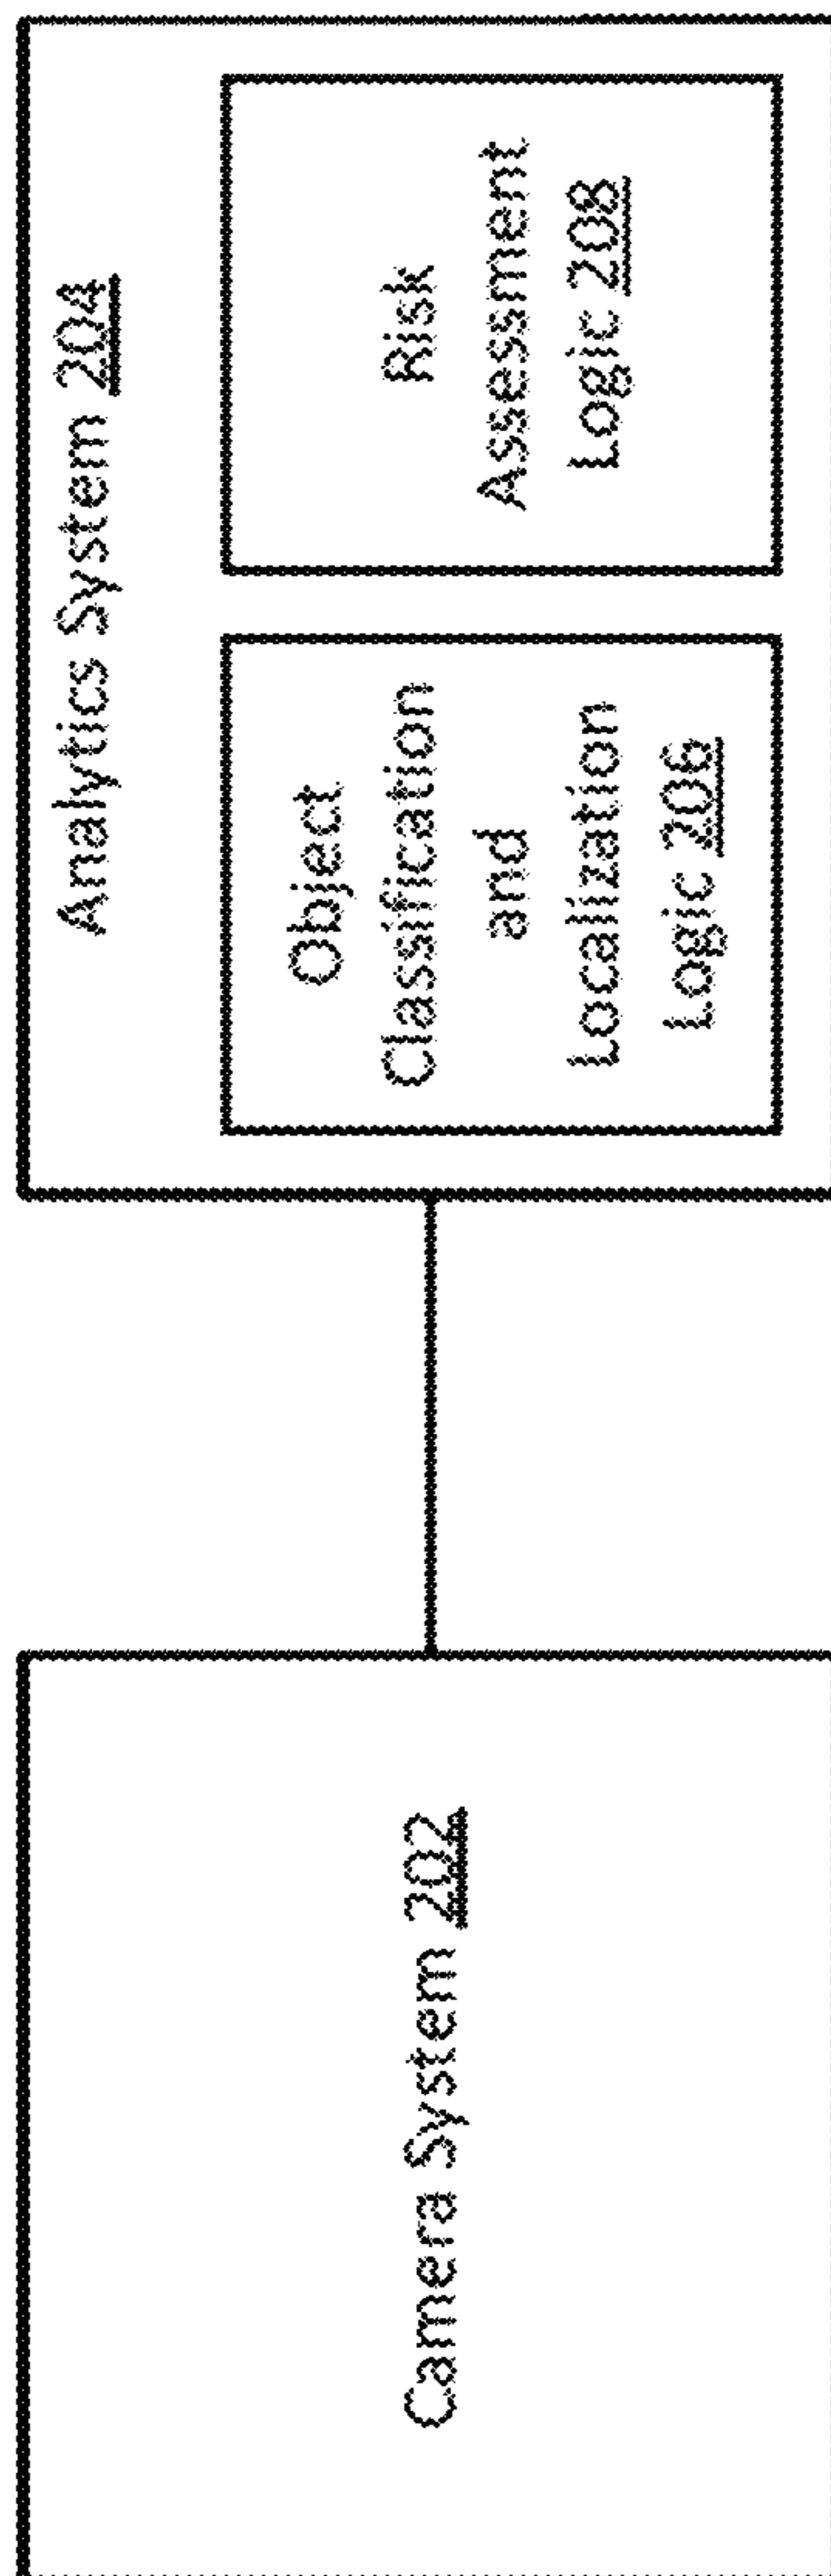 Camera System 202
Analytics System 204
Object
Classification
and
Localization
Logic 206
Risk
Assessment
Logic 208